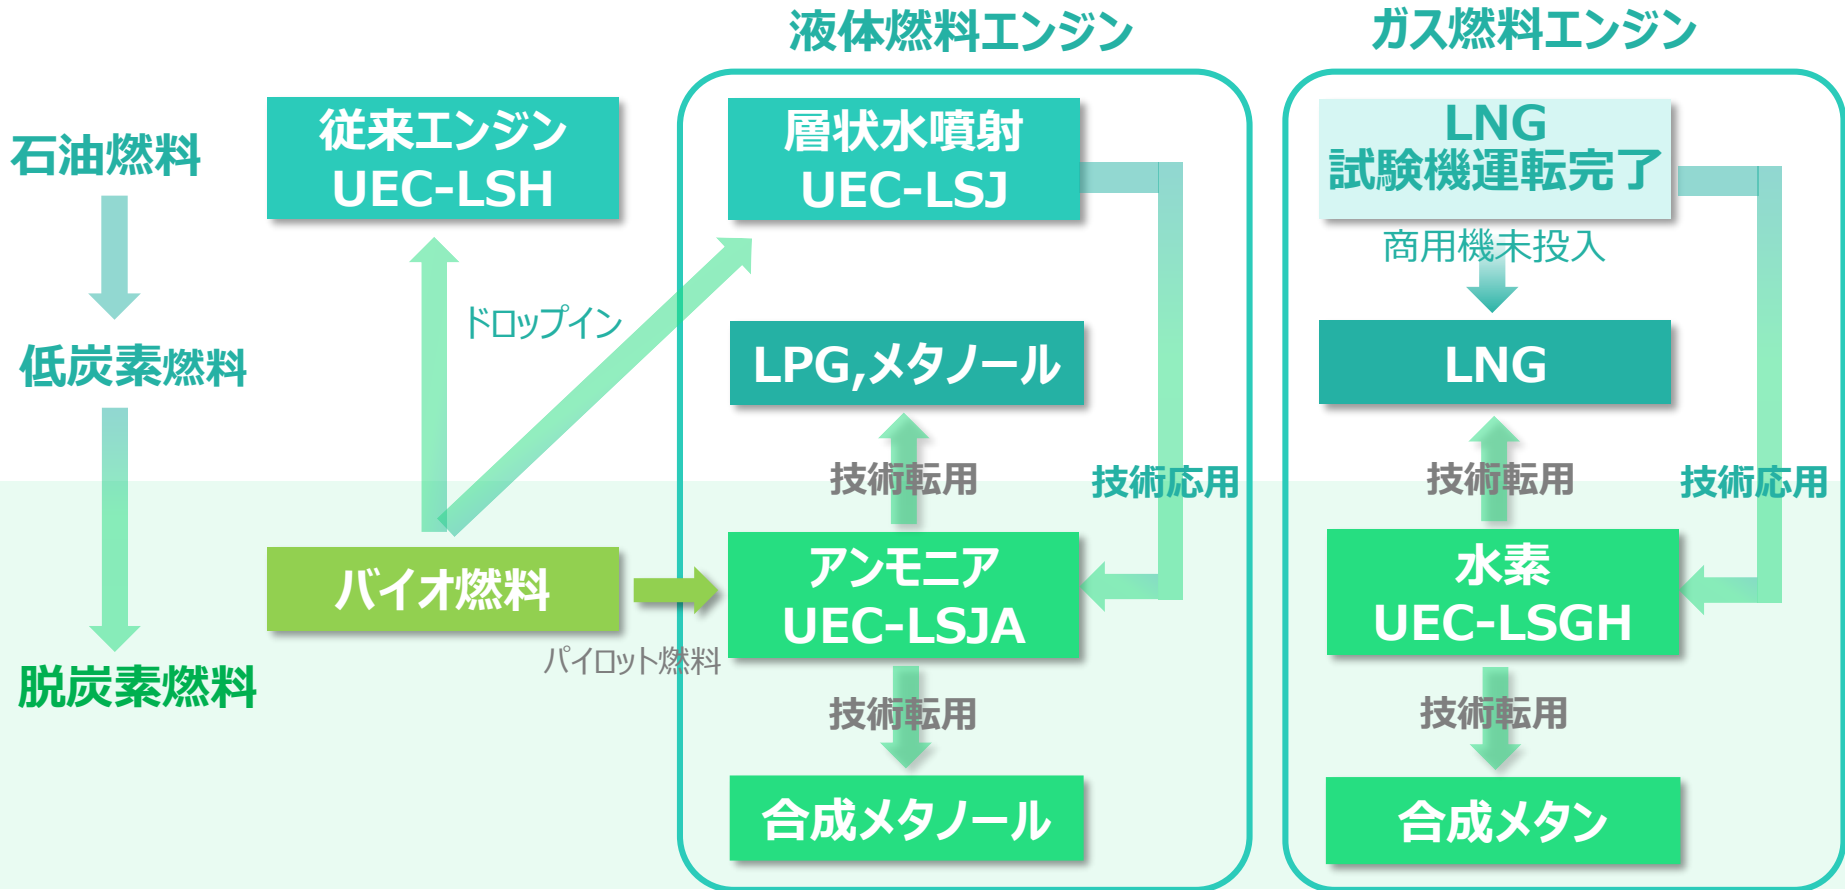 液体燃料エンジン
ガス燃料エンジン
石油燃料
従来エンジン
UEC-LSH
層状水噴射
UEC-LSJ
LNG
試験機運転完了
商用機未投入
ドロップイン
低炭素燃料
LPG,メタノール
LNG
技術転用
技術応用
技術転用
技術応用
バイオ燃料
パイロット燃料
アンモニア
UEC-LSJA
水素
UEC-LSGH
脱炭素燃料
技術転用
技術転用
合成メタノール
合成メタン